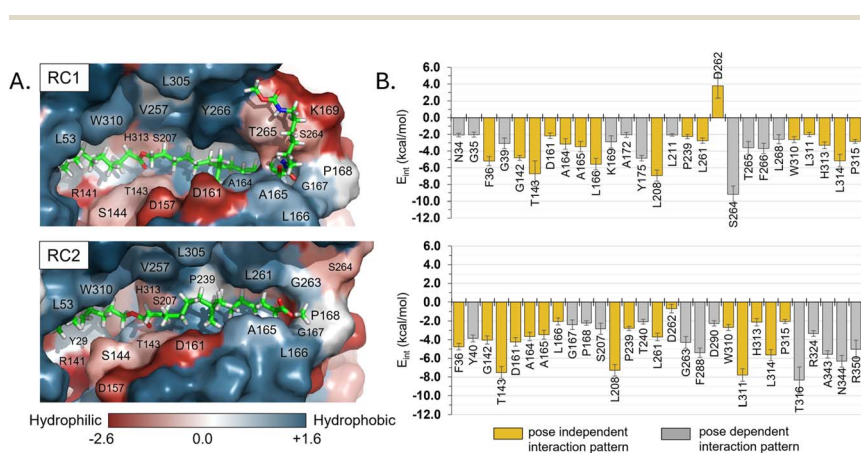 A.
RC1
L305
V257
Y266
K169
W310
L53
H313 S207
T265
S264
P168
A164
R141
T143
D161
A165
G167
S144
D157
L166
RC2
L305
V257
P239
L261
S264
G263
W310
H313
L53
S207
P168
Y29
T143
A165
G167
R141
S144
D161
L166
D157
Hydrophilic
Hydrophobic
-2.6
0.0
+1.6
B.
Eint (kcal/mol)
6.0
4.0
2.0
0.0
-2.0
-4.0
-6.0
-8.0
-10.0
-12.0
N34
G35
F36
G39
G142
T143
D161
A164
A165
L166
K169
A172
Y175
L208
L211
P239
L261
D262
S264
T265
F266
L268
W310
L311
H313
L314
P315
Eint (kcal/mol)
6.0
4.0
2.0
0.0
-2.0
-4.0
-6.0
-8.0
-10.0
-12.0
F36
Y40
G142
T143
D161
A164
A165
L166
G167
P168
S207
L208
P239
T240
L261
D262
G263
F288
D290
W310
L311
H313
L314
P315
T316
R324
A343
N344
R350
pose independent
interaction pattern
pose dependent
interaction pattern